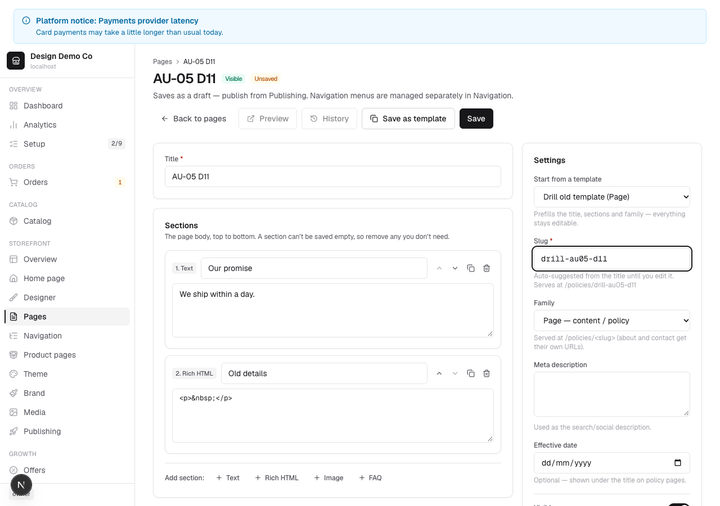 Platform notice: Payments provider latency
Card payments may take a little longer than usual today.
Design Demo Co
localhost
OVERVIEW
Dashboard
Analytics
Setup 2/9
ORDERS
Orders 1
CATALOG
Catalog
STOREFRONT
Overview
Home page
Designer
Pages
Navigation
Product pages
Theme
Brand
Media
Publishing
GROWTH
Offers
N
Pages > AU-05 D11
AU-05 D11 Visible Unsaved
Saves as a draft — publish from Publishing. Navigation menus are managed separately in Navigation.
Back to pages Preview History Save as template Save
Title *
AU-05 D11
Sections
The page body, top to bottom. A section can't be saved empty, so remove any you don't need.
1. Text Our promise
We ship within a day.
2. Rich HTML Old details
<p>&nbsp;</p>
Add section: + Text + Rich HTML + Image + FAQ
Settings
Start from a template
Drill old template (Page)
Prefills the title, sections and family — everything
stays editable.
Slug *
drill-au05-d11
Auto-suggested from the title until you edit it.
Serves at /policies/drill-au05-d11
Family
Page — content / policy
Served at /policies/<slug> (about and contact get
their own URLs).
Meta description
Used as the search/social description.
Effective date
dd/mm/yyyy
Optional — shown under the title on policy pages.